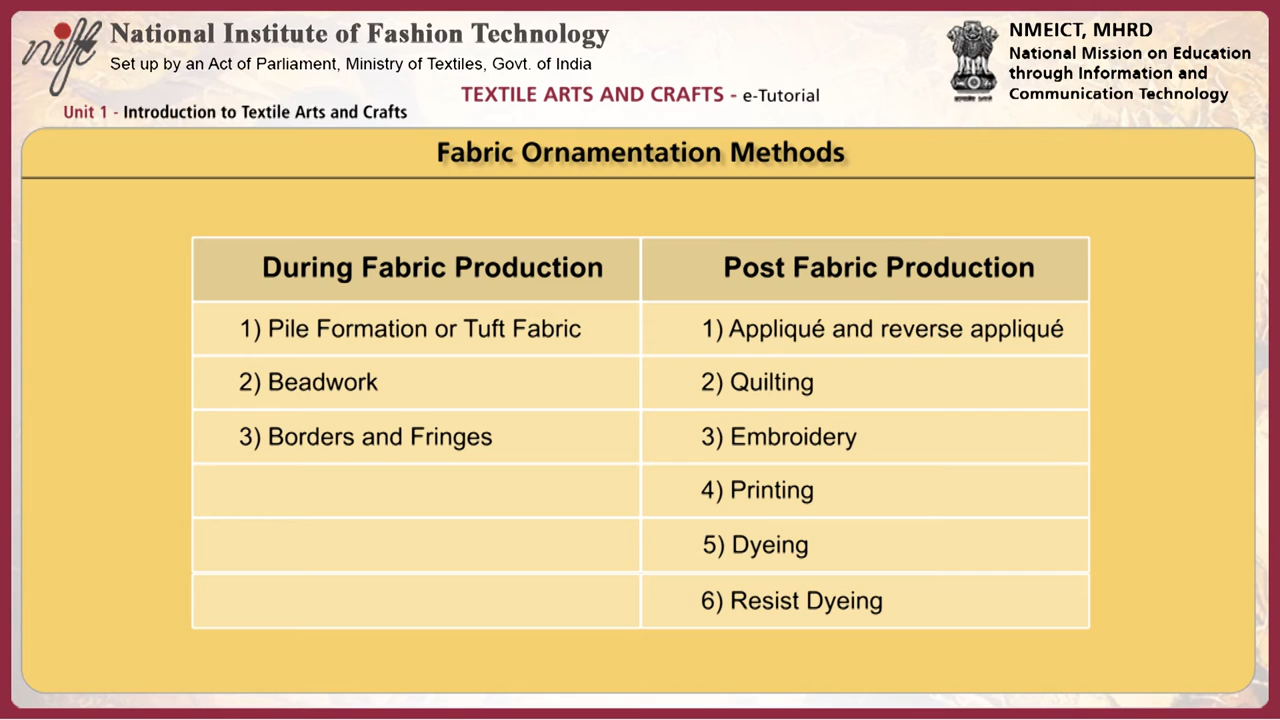 nift
National Institute of Fashion Technology
Set up by an Act of Parliament, Ministry of Textiles, Govt. of India
NMEICT, MHRD
National Mission on Education
through Information and
Communication Technology
TEXTILE ARTS AND CRAFTS - e-Tutorial
Unit 1 - Introduction to Textile Arts and Crafts
Fabric Ornamentation Methods
During Fabric Production
Post Fabric Production
1) Pile Formation or Tuft Fabric
1) Appliqué and reverse appliqué
2) Beadwork
2) Quilting
3) Borders and Fringes
3) Embroidery
4) Printing
5) Dyeing
6) Resist Dyeing